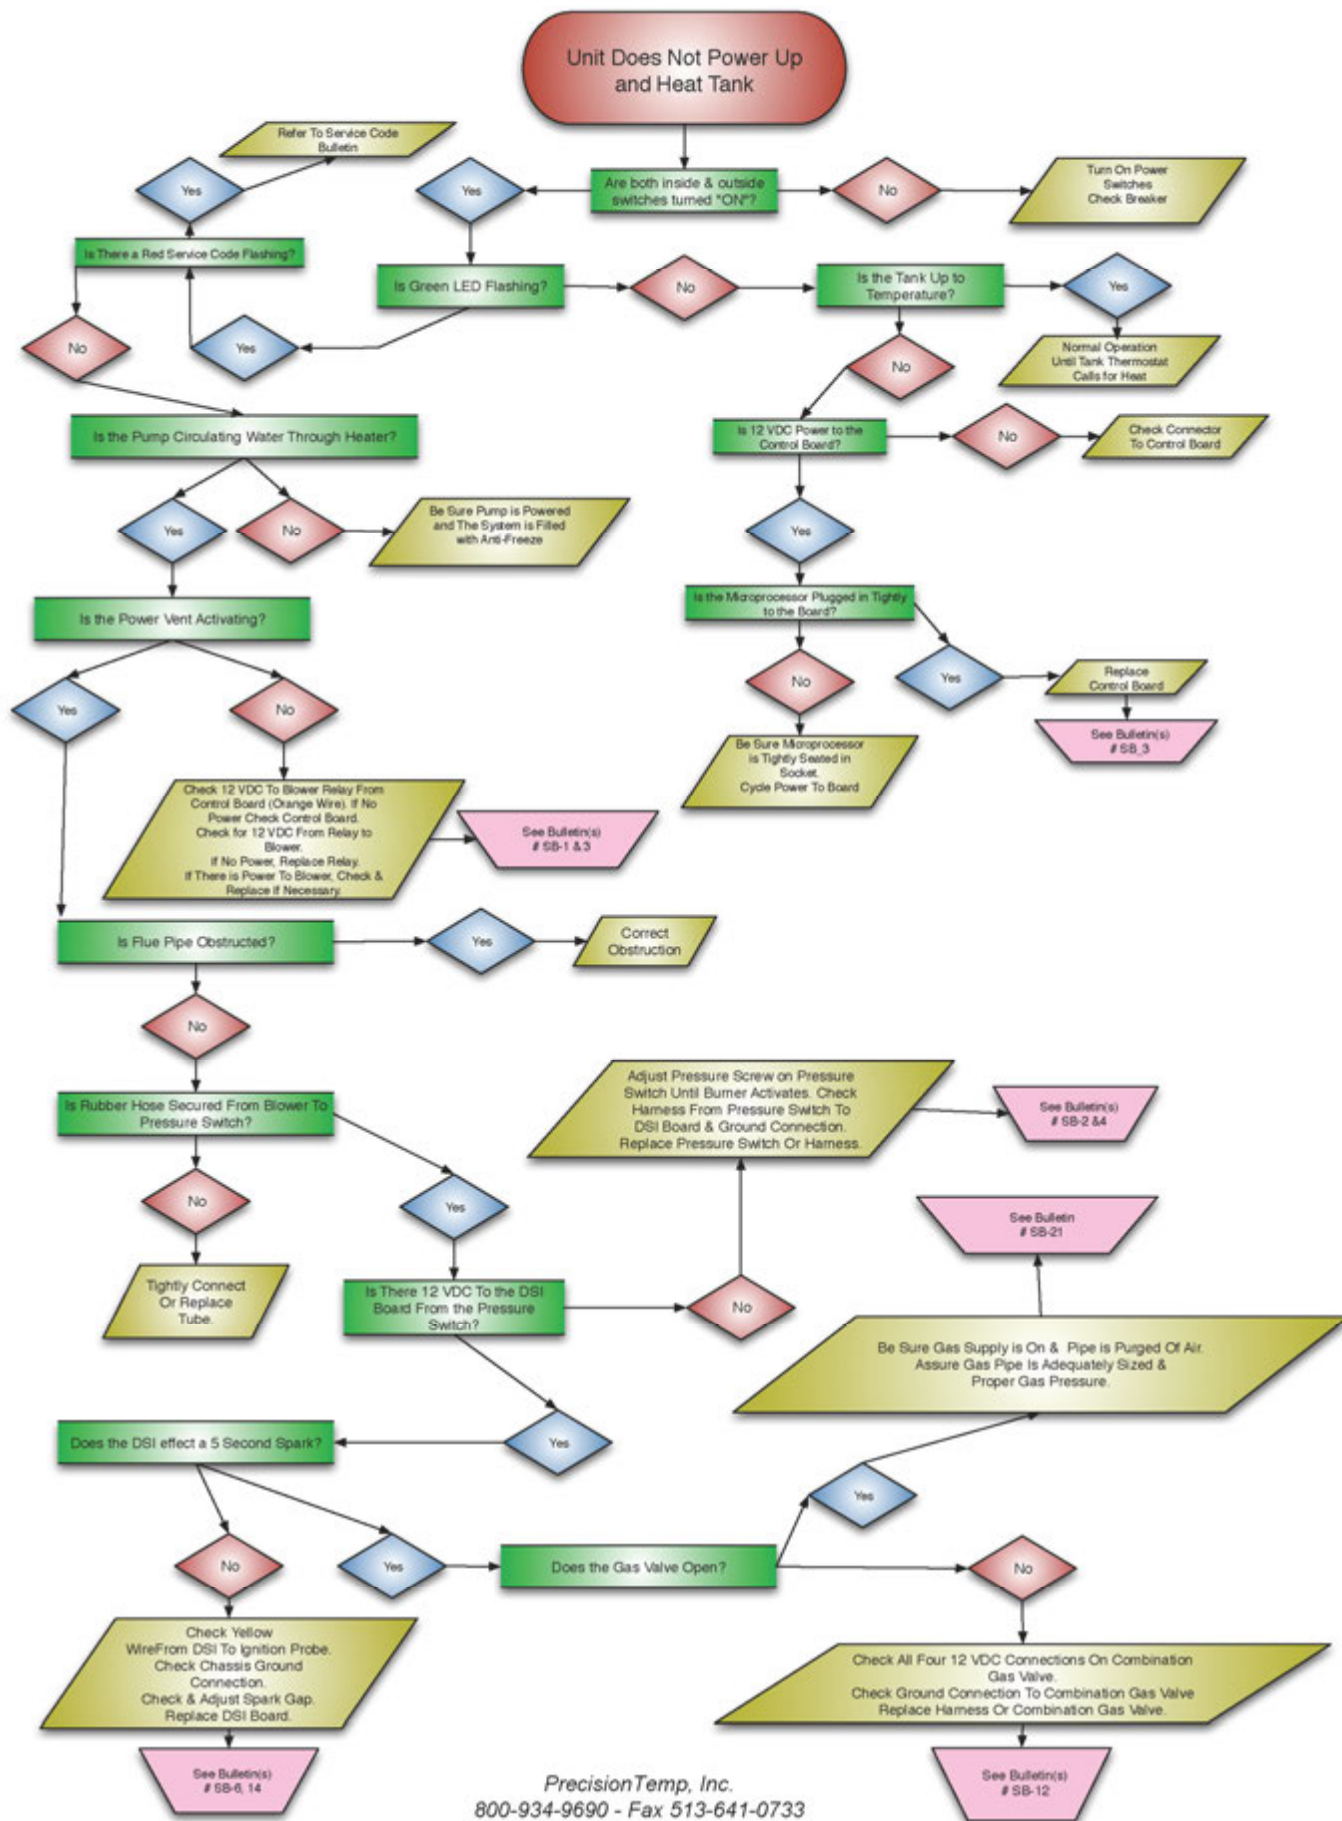 Unit Does Not Power Up
and Heat Tank
Refer To Service Code
Bulletin
Yes
Yes
Are both inside & outside
switches turned "ON"?
No
Turn On Power
Switches
Check Breaker
Is There a Red Service Code Flashing?
Is Green LED Flashing?
No
Is the Tank Up to
Temperature?
Yes
No
Yes
No
Normal Operation
Until Tank Thermostat
Calls for Heat
Is the Pump Circulating Water Through Heater?
Is 12 VDC Power to the
Control Board?
No
Check Connector
To Control Board
Yes
No
Be Sure Pump is Powered
and The System is Filled
with Anti-Freeze
Yes
Is the Power Vent Activating?
Is the Microprocessor Plugged in Tightly
to the Board?
Yes
No
No
Yes
Replace
Control Board
See Bulletin(s)
# SB_3
Be Sure Microprocessor
is Tightly Seated in
Socket.
Cycle Power To Board
Check 12 VDC To Blower Relay From
Control Board (Orange Wire). If No
Power Check Control Board.
Check for 12 VDC From Relay to
Blower.
If No Power, Replace Relay.
If There is Power To Blower, Check &
Replace If Necessary.
See Bulletin(s)
# SB-1 & 3
Is Flue Pipe Obstructed?
Yes
Correct
Obstruction
No
Is Rubber Hose Secured From Blower To
Pressure Switch?
Adjust Pressure Screw on Pressure
Switch Until Burner Activates. Check
Harness From Pressure Switch To
DSI Board & Ground Connection.
Replace Pressure Switch Or Harness.
See Bulletin(s)
# SB-2 &4
No
Yes
See Bulletin
# SB-21
Tightly Connect
Or Replace
Tube.
Is There 12 VDC To the DSI
Board From the Pressure
Switch?
No
Be Sure Gas Supply is On & Pipe is Purged Of Air.
Assure Gas Pipe Is Adequately Sized &
Proper Gas Pressure.
Does the DSI effect a 5 Second Spark?
Yes
Yes
No
Yes
Does the Gas Valve Open?
No
Check Yellow
WireFrom DSI To Ignition Probe.
Check Chassis Ground
Connection.
Check & Adjust Spark Gap.
Replace DSI Board.
Check All Four 12 VDC Connections On Combination
Gas Valve.
Check Ground Connection To Combination Gas Valve
Replace Harness Or Combination Gas Valve.
See Bulletin(s)
# SB-6, 14
See Bulletin(s)
# SB-12
PrecisionTemp, Inc.
800-934-9690 - Fax 513-641-0733